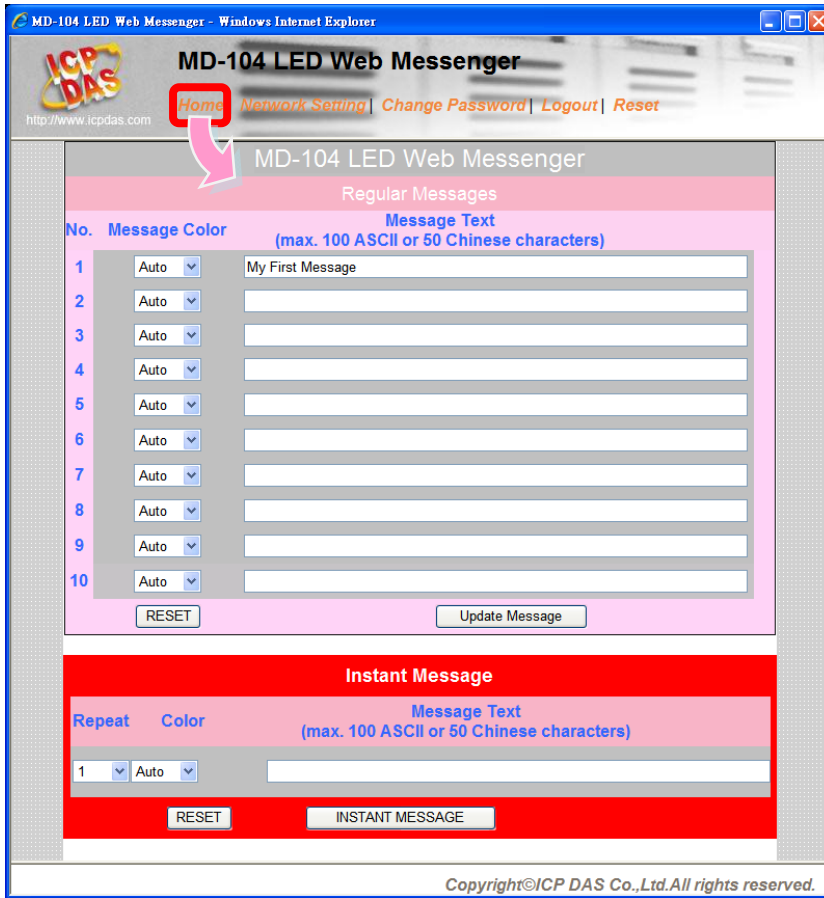 MD-104 LED Web Messenger - Windows Internet Explorer
ICP DAS
http://www.icpdas.com
MD-104 LED Web Messenger
Home Network Setting| Change Password| Logout| Reset
MD-104 LED Web Messenger
Regular Messages
No. Message Color Message Text
(max. 100 ASCII or 50 Chinese characters)
1 Auto My First Message
2 Auto
3 Auto
4 Auto
5 Auto
6 Auto
7 Auto
8 Auto
9 Auto
10 Auto
RESET Update Message
Instant Message
Repeat Color Message Text
(max. 100 ASCII or 50 Chinese characters)
1 Auto
RESET INSTANT MESSAGE
Copyright©ICP DAS Co.,Ltd.All rights reserved.